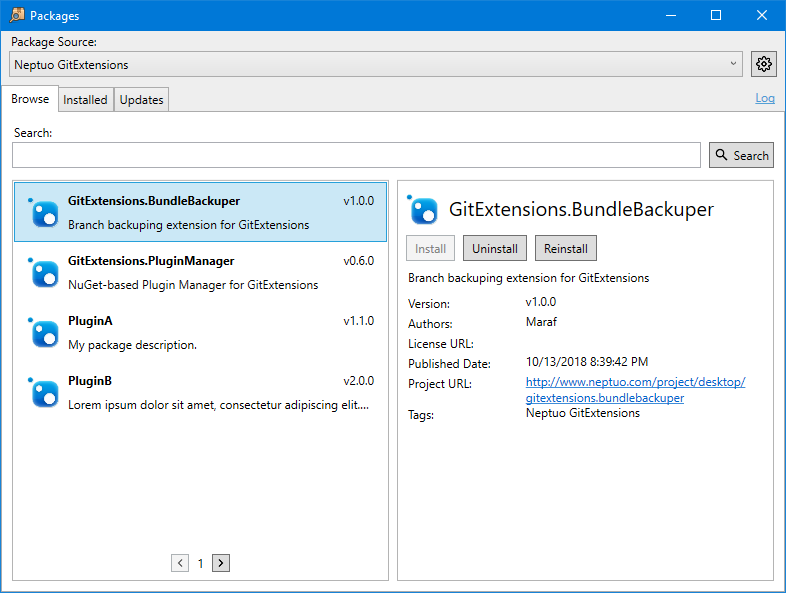 Packages
Package Source:
Neptuo GitExtensions
Browse Installed Updates Log
Search:
Search
GitExtensions.BundleBackuper v1.0.0
Branch backuping extension for GitExtensions
GitExtensions.PluginManager v0.6.0
NuGet-based Plugin Manager for GitExtensions
PluginA v1.1.0
My package description.
PluginB v2.0.0
Lorem ipsum dolor sit amet, consectetur adipiscing elit....
1
GitExtensions.BundleBackuper
Install Uninstall Reinstall
Branch backuping extension for GitExtensions
Version: v1.0.0
Authors: Maraf
License URL:
Published Date: 10/13/2018 8:39:42 PM
Project URL: http://www.neptuo.com/project/desktop/
gitextensions.bundlebackuper
Tags: Neptuo GitExtensions